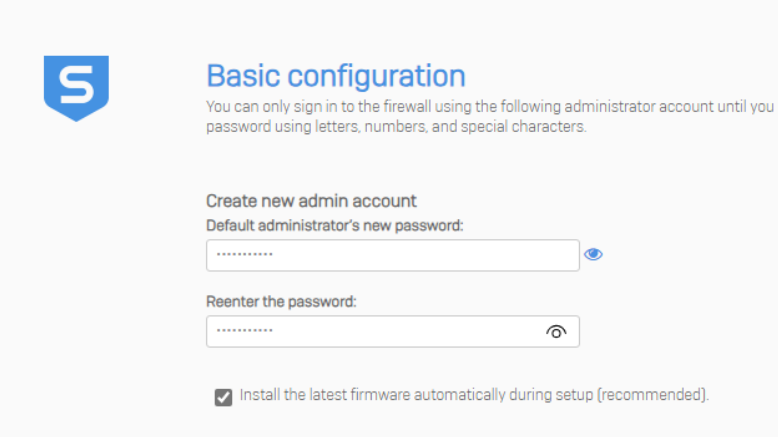 S
Basic configuration
You can only sign in to the firewall using the following administrator account until you
password using letters, numbers, and special characters.
Create new admin account
Default administrator's new password:
•••••••••••
Reenter the password:
•••••••••••
Install the latest firmware automatically during setup (recommended).